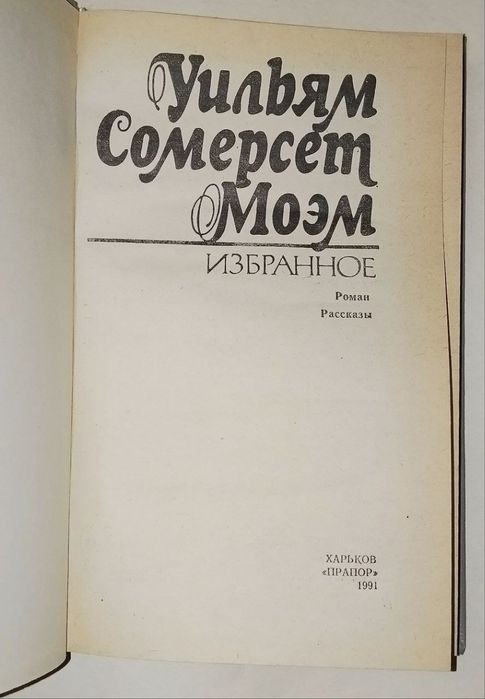 Уильям
Сомерсет
Моэм
ИЗБРАННОЕ
Роман
Рассказы
ХАРЬКОВ
«ПРАПОР»
1991